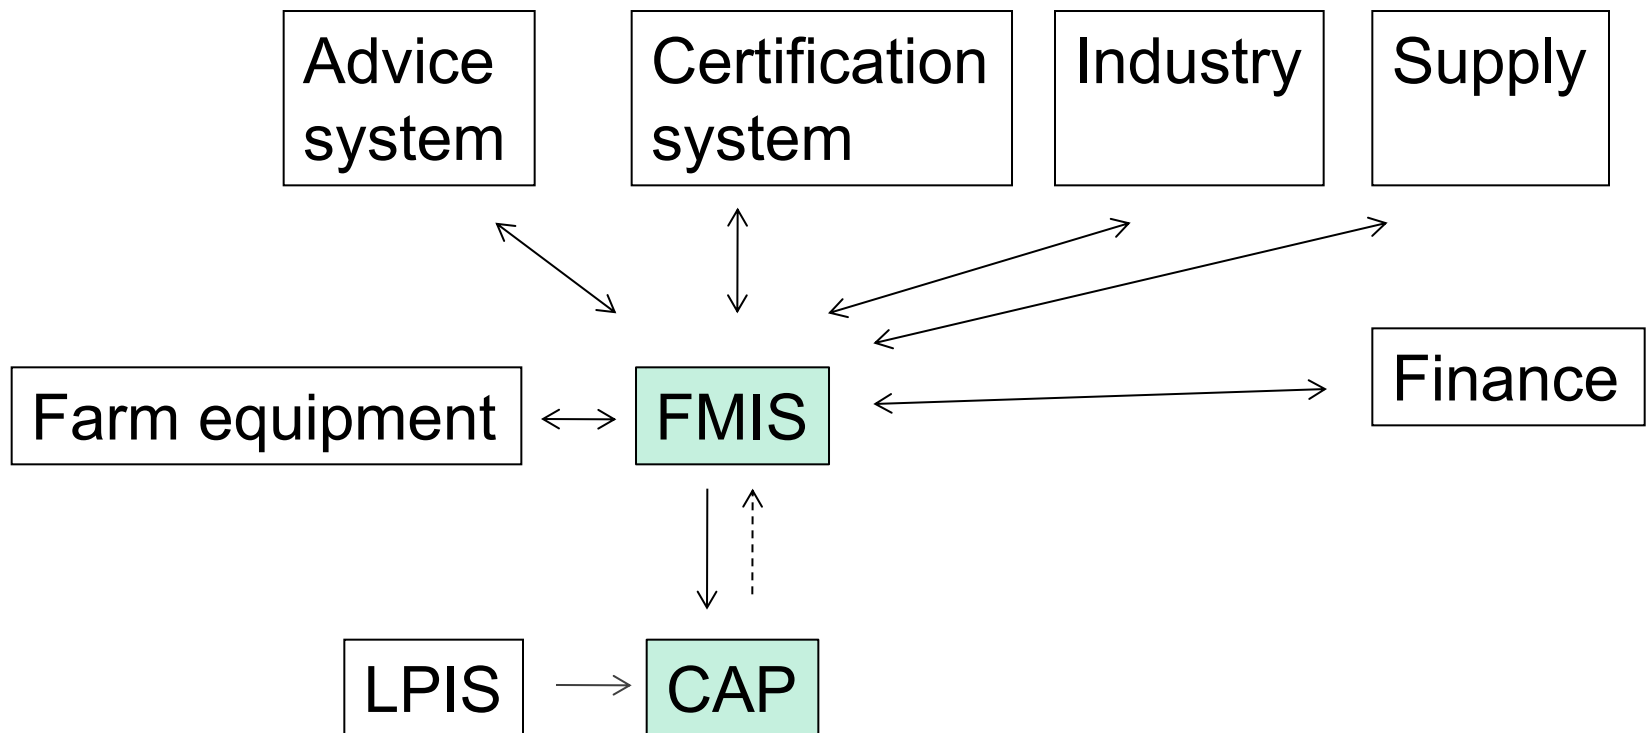 Advice
system
Certification
system
Industry
Supply
Finance
Farm equipment
FMIS
LPIS
CAP